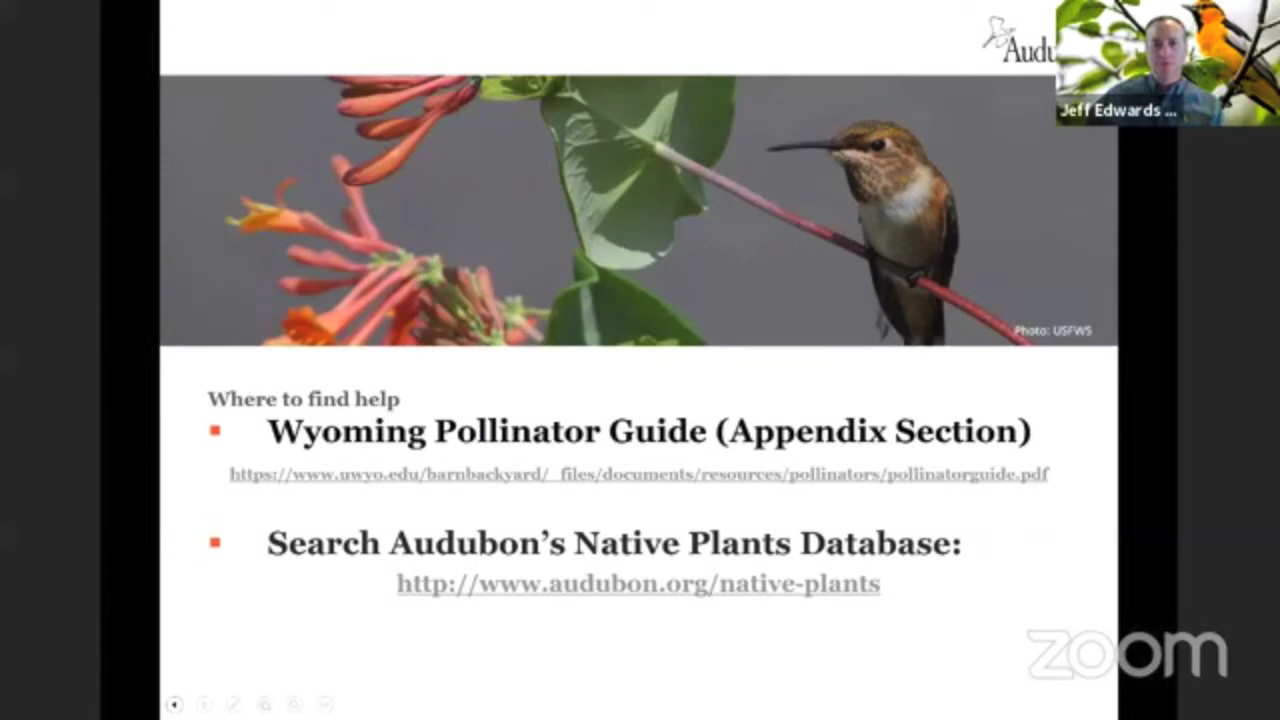 Audu
Jeff Edwards ...
Photo: USFWS
Where to find help
▪ Wyoming Pollinator Guide (Appendix Section)
https://www.uwyo.edu/barnbackyard/_files/documents/resources/pollinators/pollinatorguide.pdf
▪ Search Audubon’s Native Plants Database:
http://www.audubon.org/native-plants
zoom